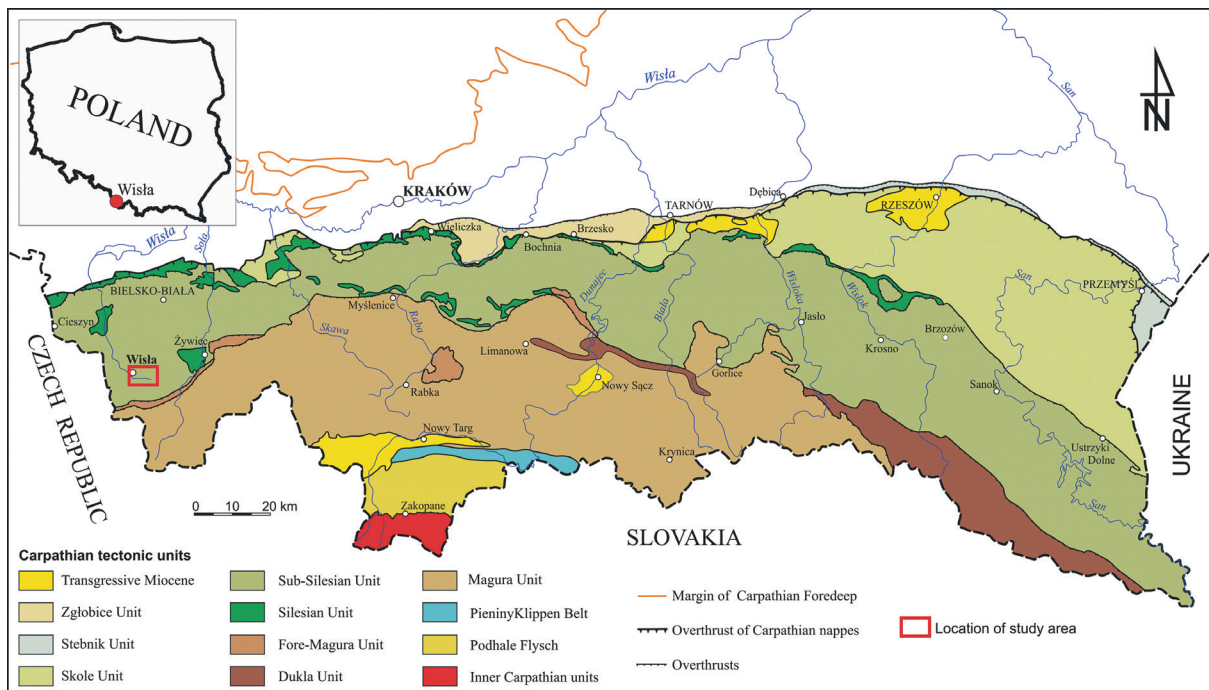 POLAND
Wisła
Wisła
San
N
KRAKÓW
Dębica
TARNÓW
RZESZÓW
Wieliczka
Brzesko
Bochnia
Wisła
Soła
San
PRZEMYŚL
BIELSKO-BIAŁA
Dunajec
Wisłoka
Wisłok
Myślenice
Cieszyn
Skawa
Raba
Biała
Jasło
Brzozów
Żywiec
Limanowa
Krosno
CZECH REPUBLIC
Wisła
Gorlice
Rabka
Nowy Sącz
Sanok
UKRAINE
Nowy Targ
Ustrzyki
Dolne
Krynica
San
0 10 20 km
Zakopane
SLOVAKIA
Carpathian tectonic units
Transgressive Miocene
Zgłobice Unit
Stebnik Unit
Skole Unit
Sub-Silesian Unit
Silesian Unit
Fore-Magura Unit
Dukla Unit
Magura Unit
PieninyKlippen Belt
Podhale Flysch
Inner Carpathian units
Margin of Carpathian Foredeep
Overthrust of Carpathian nappes
Overthrusts
Location of study area